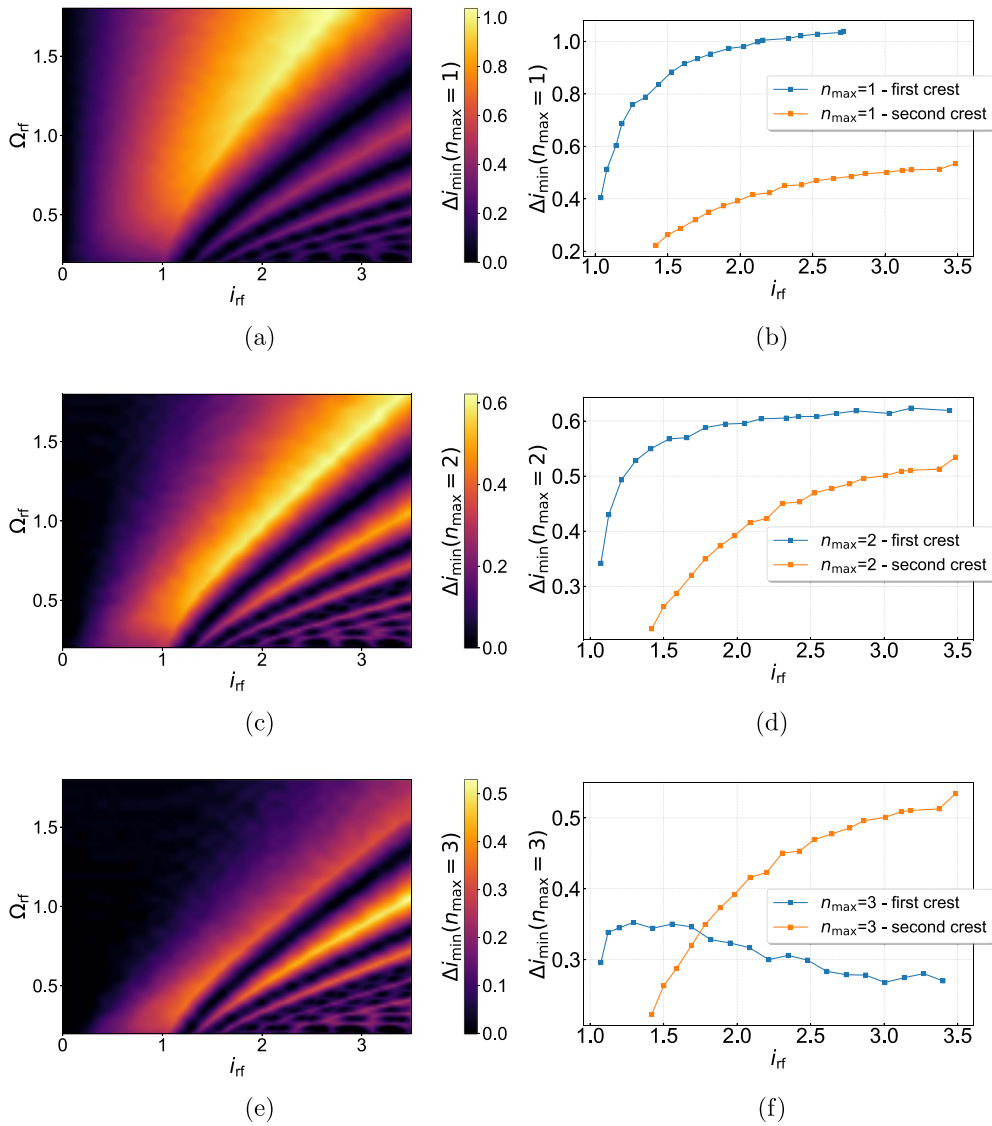 1.5
1.0
0.5
Ω_rf
0 1 2 3
i_rf
1.0
0.8
0.6
0.4
0.2
0.0
Δi_min(n_max = 1)
(a)
1.0
0.8
0.6
0.4
0.2
Δi_min(n_max = 1)
n_max=1 - first crest
n_max=1 - second crest
1.0 1.5 2.0 2.5 3.0 3.5
i_rf
(b)
1.5
1.0
0.5
Ω_rf
0 1 2 3
i_rf
0.6
0.4
0.2
0.0
Δi_min(n_max = 2)
(c)
0.6
0.5
0.4
0.3
Δi_min(n_max = 2)
n_max=2 - first crest
n_max=2 - second crest
1.0 1.5 2.0 2.5 3.0 3.5
i_rf
(d)
1.5
1.0
0.5
Ω_rf
0 1 2 3
i_rf
0.5
0.4
0.3
0.2
0.1
0.0
Δi_min(n_max = 3)
(e)
0.5
0.4
0.3
Δi_min(n_max = 3)
n_max=3 - first crest
n_max=3 - second crest
1.0 1.5 2.0 2.5 3.0 3.5
i_rf
(f)